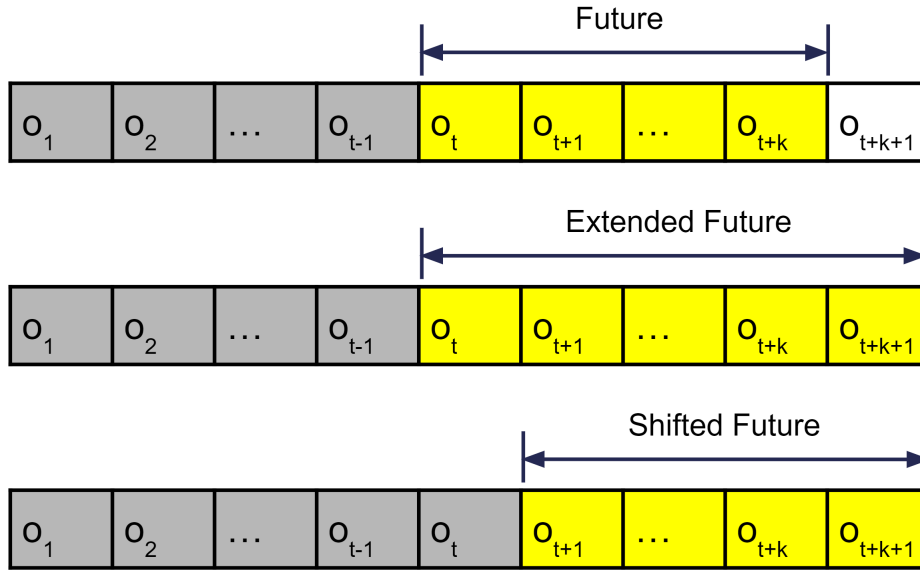 Future
o₁ o₂ … oₜ₋₁ oₜ oₜ₊₁ … oₜ₊ₖ oₜ₊ₖ₊₁
Extended Future
o₁ o₂ … oₜ₋₁ oₜ oₜ₊₁ … oₜ₊ₖ oₜ₊ₖ₊₁
Shifted Future
o₁ o₂ … oₜ₋₁ oₜ oₜ₊₁ … oₜ₊ₖ oₜ₊ₖ₊₁